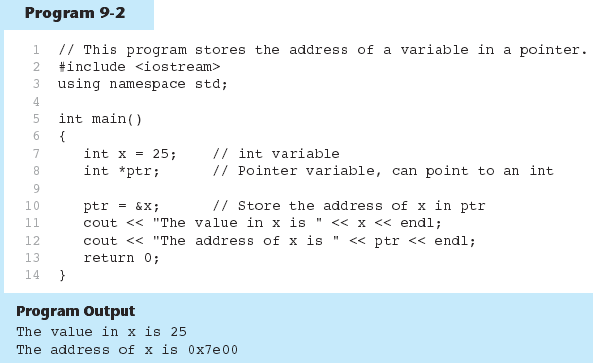 Program 9-2
1 // This program stores the address of a variable in a pointer.
2 #include <iostream>
3 using namespace std;
4
5 int main()
6 {
7 int x = 25; // int variable
8 int *ptr; // Pointer variable, can point to an int
9
10 ptr = &x; // Store the address of x in ptr
11 cout << "The value in x is " << x << endl;
12 cout << "The address of x is " << ptr << endl;
13 return 0;
14 }
Program Output
The value in x is 25
The address of x is 0x7e00